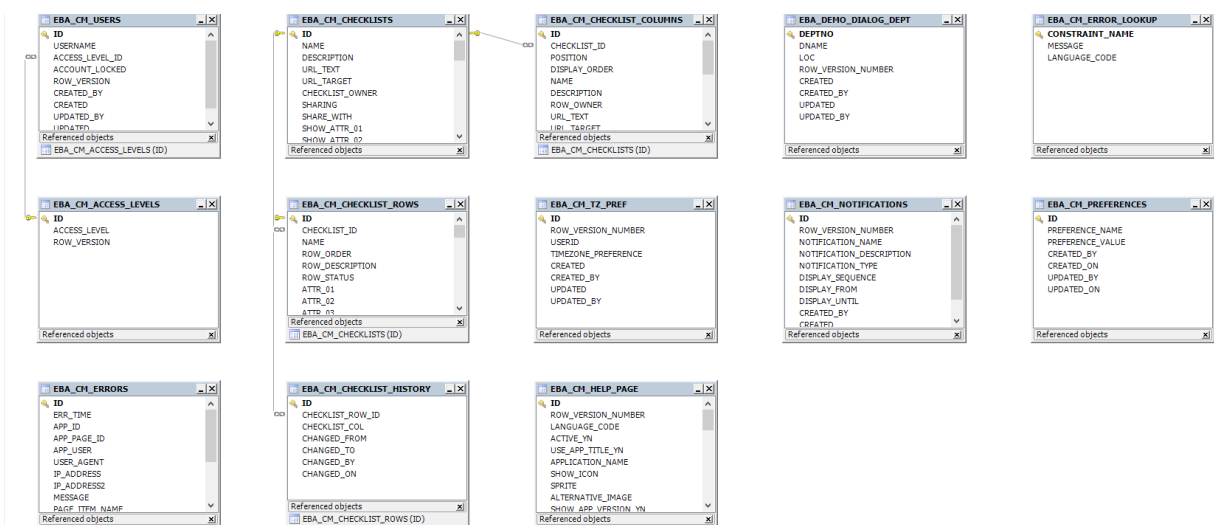 EBA_CM_USERS
ID
USERNAME
ACCESS_LEVEL_ID
ACCOUNT_LOCKED
ROW_VERSION
CREATED_BY
CREATED
UPDATED_BY
UPDATED
Referenced objects
EBA_CM_ACCESS_LEVELS (ID)
EBA_CM_CHECKLISTS
ID
NAME
DESCRIPTION
URL_TEXT
URL_TARGET
CHECKLIST_OWNER
SHARING
SHARE_WITH
SHOW_ATTR_01
SHOW_ATTR_02
Referenced objects
EBA_CM_CHECKLIST_COLUMNS
ID
CHECKLIST_ID
POSITION
DISPLAY_ORDER
NAME
DESCRIPTION
ROW_OWNER
URL_TEXT
URL_TARGET
Referenced objects
EBA_CM_CHECKLISTS (ID)
EBA_DEMO_DIALOG_DEPT
DEPTNO
DNAME
LOC
ROW_VERSION_NUMBER
CREATED
CREATED_BY
UPDATED
UPDATED_BY
Referenced objects
EBA_CM_ERROR_LOOKUP
CONSTRAINT_NAME
MESSAGE
LANGUAGE_CODE
Referenced objects
EBA_CM_ACCESS_LEVELS
ID
ACCESS_LEVEL
ROW_VERSION
Referenced objects
EBA_CM_CHECKLIST_ROWS
ID
CHECKLIST_ID
NAME
ROW_ORDER
ROW_DESCRIPTION
ROW_STATUS
ATTR_01
ATTR_02
ATTR_03
Referenced objects
EBA_CM_CHECKLISTS (ID)
EBA_CM_TZ_PREF
ID
ROW_VERSION_NUMBER
USERID
TIMEZONE_PREFERENCE
CREATED
CREATED_BY
UPDATED
UPDATED_BY
Referenced objects
EBA_CM_NOTIFICATIONS
ID
ROW_VERSION_NUMBER
NOTIFICATION_NAME
NOTIFICATION_DESCRIPTION
NOTIFICATION_TYPE
DISPLAY_SEQUENCE
DISPLAY_FROM
DISPLAY_UNTIL
CREATED_BY
CREATED
Referenced objects
EBA_CM_PREFERENCES
ID
PREFERENCE_NAME
PREFERENCE_VALUE
CREATED_BY
CREATED_ON
UPDATED_BY
UPDATED_ON
Referenced objects
EBA_CM_ERRORS
ID
ERR_TIME
APP_ID
APP_PAGE_ID
APP_USER
USER_AGENT
IP_ADDRESS
IP_ADDRESS2
MESSAGE
PAGE_ITEM_NAME
Referenced objects
EBA_CM_CHECKLIST_HISTORY
ID
CHECKLIST_ROW_ID
CHECKLIST_COL
CHANGED_FROM
CHANGED_TO
CHANGED_BY
CHANGED_ON
Referenced objects
EBA_CM_CHECKLIST_ROWS (ID)
EBA_CM_HELP_PAGE
ID
ROW_VERSION_NUMBER
LANGUAGE_CODE
ACTIVE_YN
USE_APP_TITLE_YN
APPLICATION_NAME
SHOW_ICON
SPRITE
ALTERNATIVE_IMAGE
SHOW_APP_VERSION_YN
Referenced objects